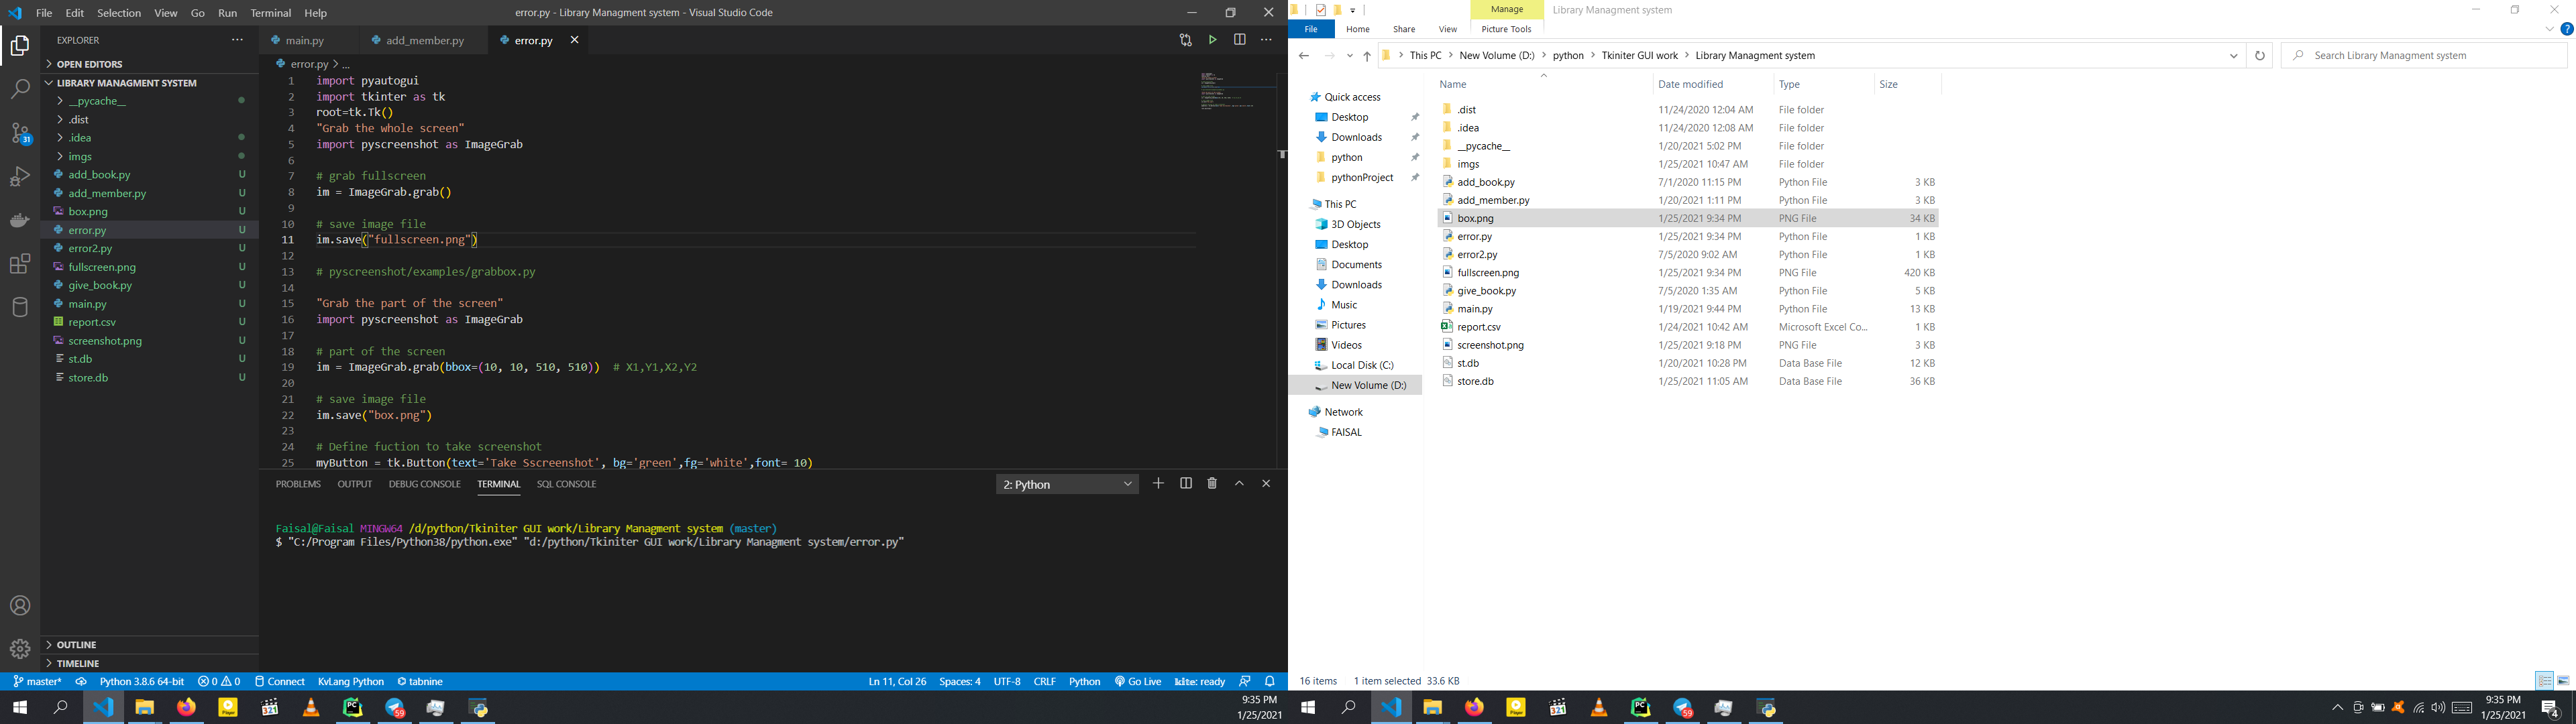 File Edit Selection View Go Run Terminal Help
error.py - Library Managment system - Visual Studio Code
EXPLORER
OPEN EDITORS
LIBRARY MANAGMENT SYSTEM
__pycache__
.dist
.idea
imgs
add_book.py U
add_member.py U
box.png U
error.py U
error2.py U
fullscreen.png U
give_book.py U
main.py U
report.csv U
screenshot.png U
st.db U
store.db U
OUTLINE
TIMELINE
31
main.py add_member.py error.py
error.py > ...
1 import pyautogui
2 import tkinter as tk
3 root=tk.Tk()
4 "Grab the whole screen"
5 import pyscreenshot as ImageGrab
6
7 # grab fullscreen
8 im = ImageGrab.grab()
9
10 # save image file
11 im.save("fullscreen.png")
12
13 # pyscreenshot/examples/grabbox.py
14
15 "Grab the part of the screen"
16 import pyscreenshot as ImageGrab
17
18 # part of the screen
19 im = ImageGrab.grab(bbox=(10, 10, 510, 510)) # X1,Y1,X2,Y2
20
21 # save image file
22 im.save("box.png")
23
24 # Define fuction to take screenshot
25 myButton = tk.Button(text='Take Sscreenshot', bg='green',fg='white',font= 10)
PROBLEMS OUTPUT DEBUG CONSOLE TERMINAL SQL CONSOLE
2: Python
Faisal@Faisal MINGW64 /d/python/Tkiniter GUI work/Library Managment system (master)
$ "C:/Program Files/Python38/python.exe" "d:/python/Tkiniter GUI work/Library Managment system/error.py"
master* Python 3.8.6 64-bit 0 0 Connect KvLang Python tabnine
Ln 11, Col 26 Spaces: 4 UTF-8 CRLF Python Go Live kite: ready
59
9:35 PM
1/25/2021
Manage
Library Managment system
File Home Share View Picture Tools
This PC > New Volume (D:) > python > Tkiniter GUI work > Library Managment system
Search Library Managment system
Quick access
Desktop
Downloads
python
pythonProject
This PC
3D Objects
Desktop
Documents
Downloads
Music
Pictures
Videos
Local Disk (C:)
New Volume (D:)
Network
FAISAL
Name Date modified Type Size
.dist 11/24/2020 12:04 AM File folder
.idea 11/24/2020 12:08 AM File folder
__pycache__ 1/20/2021 5:02 PM File folder
imgs 1/25/2021 10:47 AM File folder
add_book.py 7/1/2020 11:15 PM Python File 3 KB
add_member.py 1/20/2021 1:11 PM Python File 3 KB
box.png 1/25/2021 9:34 PM PNG File 34 KB
error.py 1/25/2021 9:34 PM Python File 1 KB
error2.py 7/5/2020 9:02 AM Python File 1 KB
fullscreen.png 1/25/2021 9:34 PM PNG File 420 KB
give_book.py 7/5/2020 1:35 AM Python File 5 KB
main.py 1/19/2021 9:44 PM Python File 13 KB
report.csv 1/24/2021 10:42 AM Microsoft Excel Co... 1 KB
screenshot.png 1/25/2021 9:18 PM PNG File 3 KB
st.db 1/20/2021 10:28 PM Data Base File 12 KB
store.db 1/25/2021 11:05 AM Data Base File 36 KB
16 items 1 item selected 33.6 KB
59
9:35 PM
1/25/2021
4